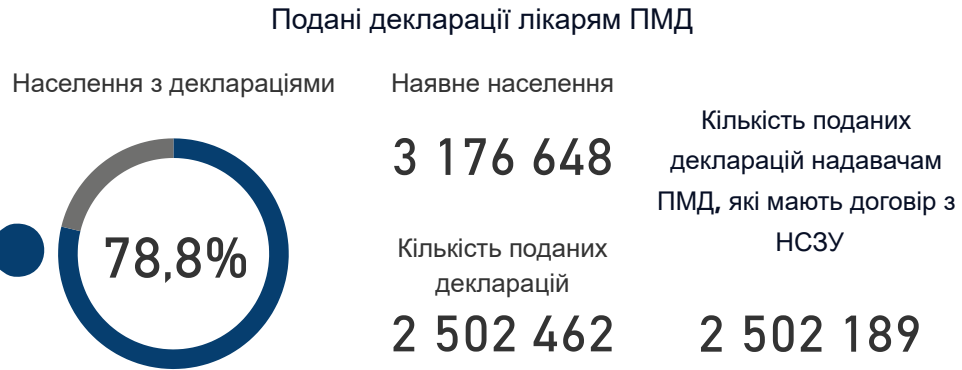 Подані декларації лікарям ПМД
Населення з деклараціями
78,8%
Наявне населення
3 176 648
Кількість поданих
декларацій
2 502 462
Кількість поданих
декларацій надавачам
ПМД, які мають договір з
НСЗУ
2 502 189